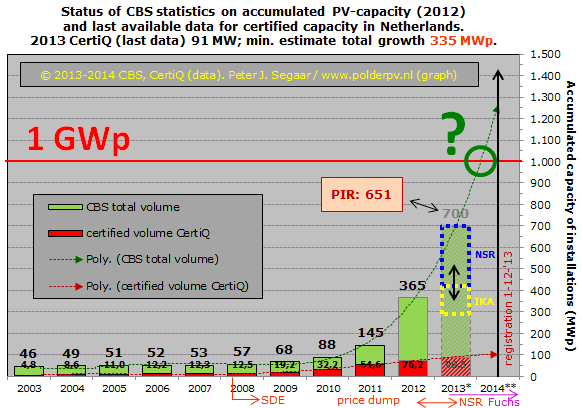 Status of CBS statistics on accumulated PV-capacity (2012)
and last available data for certified capacity in Netherlands.
2013 CertiQ (last data) 91 MW; min. estimate total growth 335 MWp.
© 2013-2014 CBS, CertiQ (data). Peter J. Segaar / www.polderpv.nl (graph)
1 GWp
?
PIR: 651
CBS total volume
certified volume CertiQ
Poly. (CBS total volume)
Poly. (certified volume CertiQ)
46 49 51 52 53 57 68 88 145 365 700
4,8 8,6 11,0 12,2 12,3 12,5 19,2 32,2 54,6 76,2
NSR
IKA
registration 1-12-'13
1.500
1.400
1.300
1.200
1.100
1.000
900
800
700
600
500
400
300
200
100
0
Accumulated capacity of installations (MWp)
2003 2004 2005 2006 2007 2008 2009 2010 2011 2012 2013* 2014**
SDE price dump NSR Fuchs